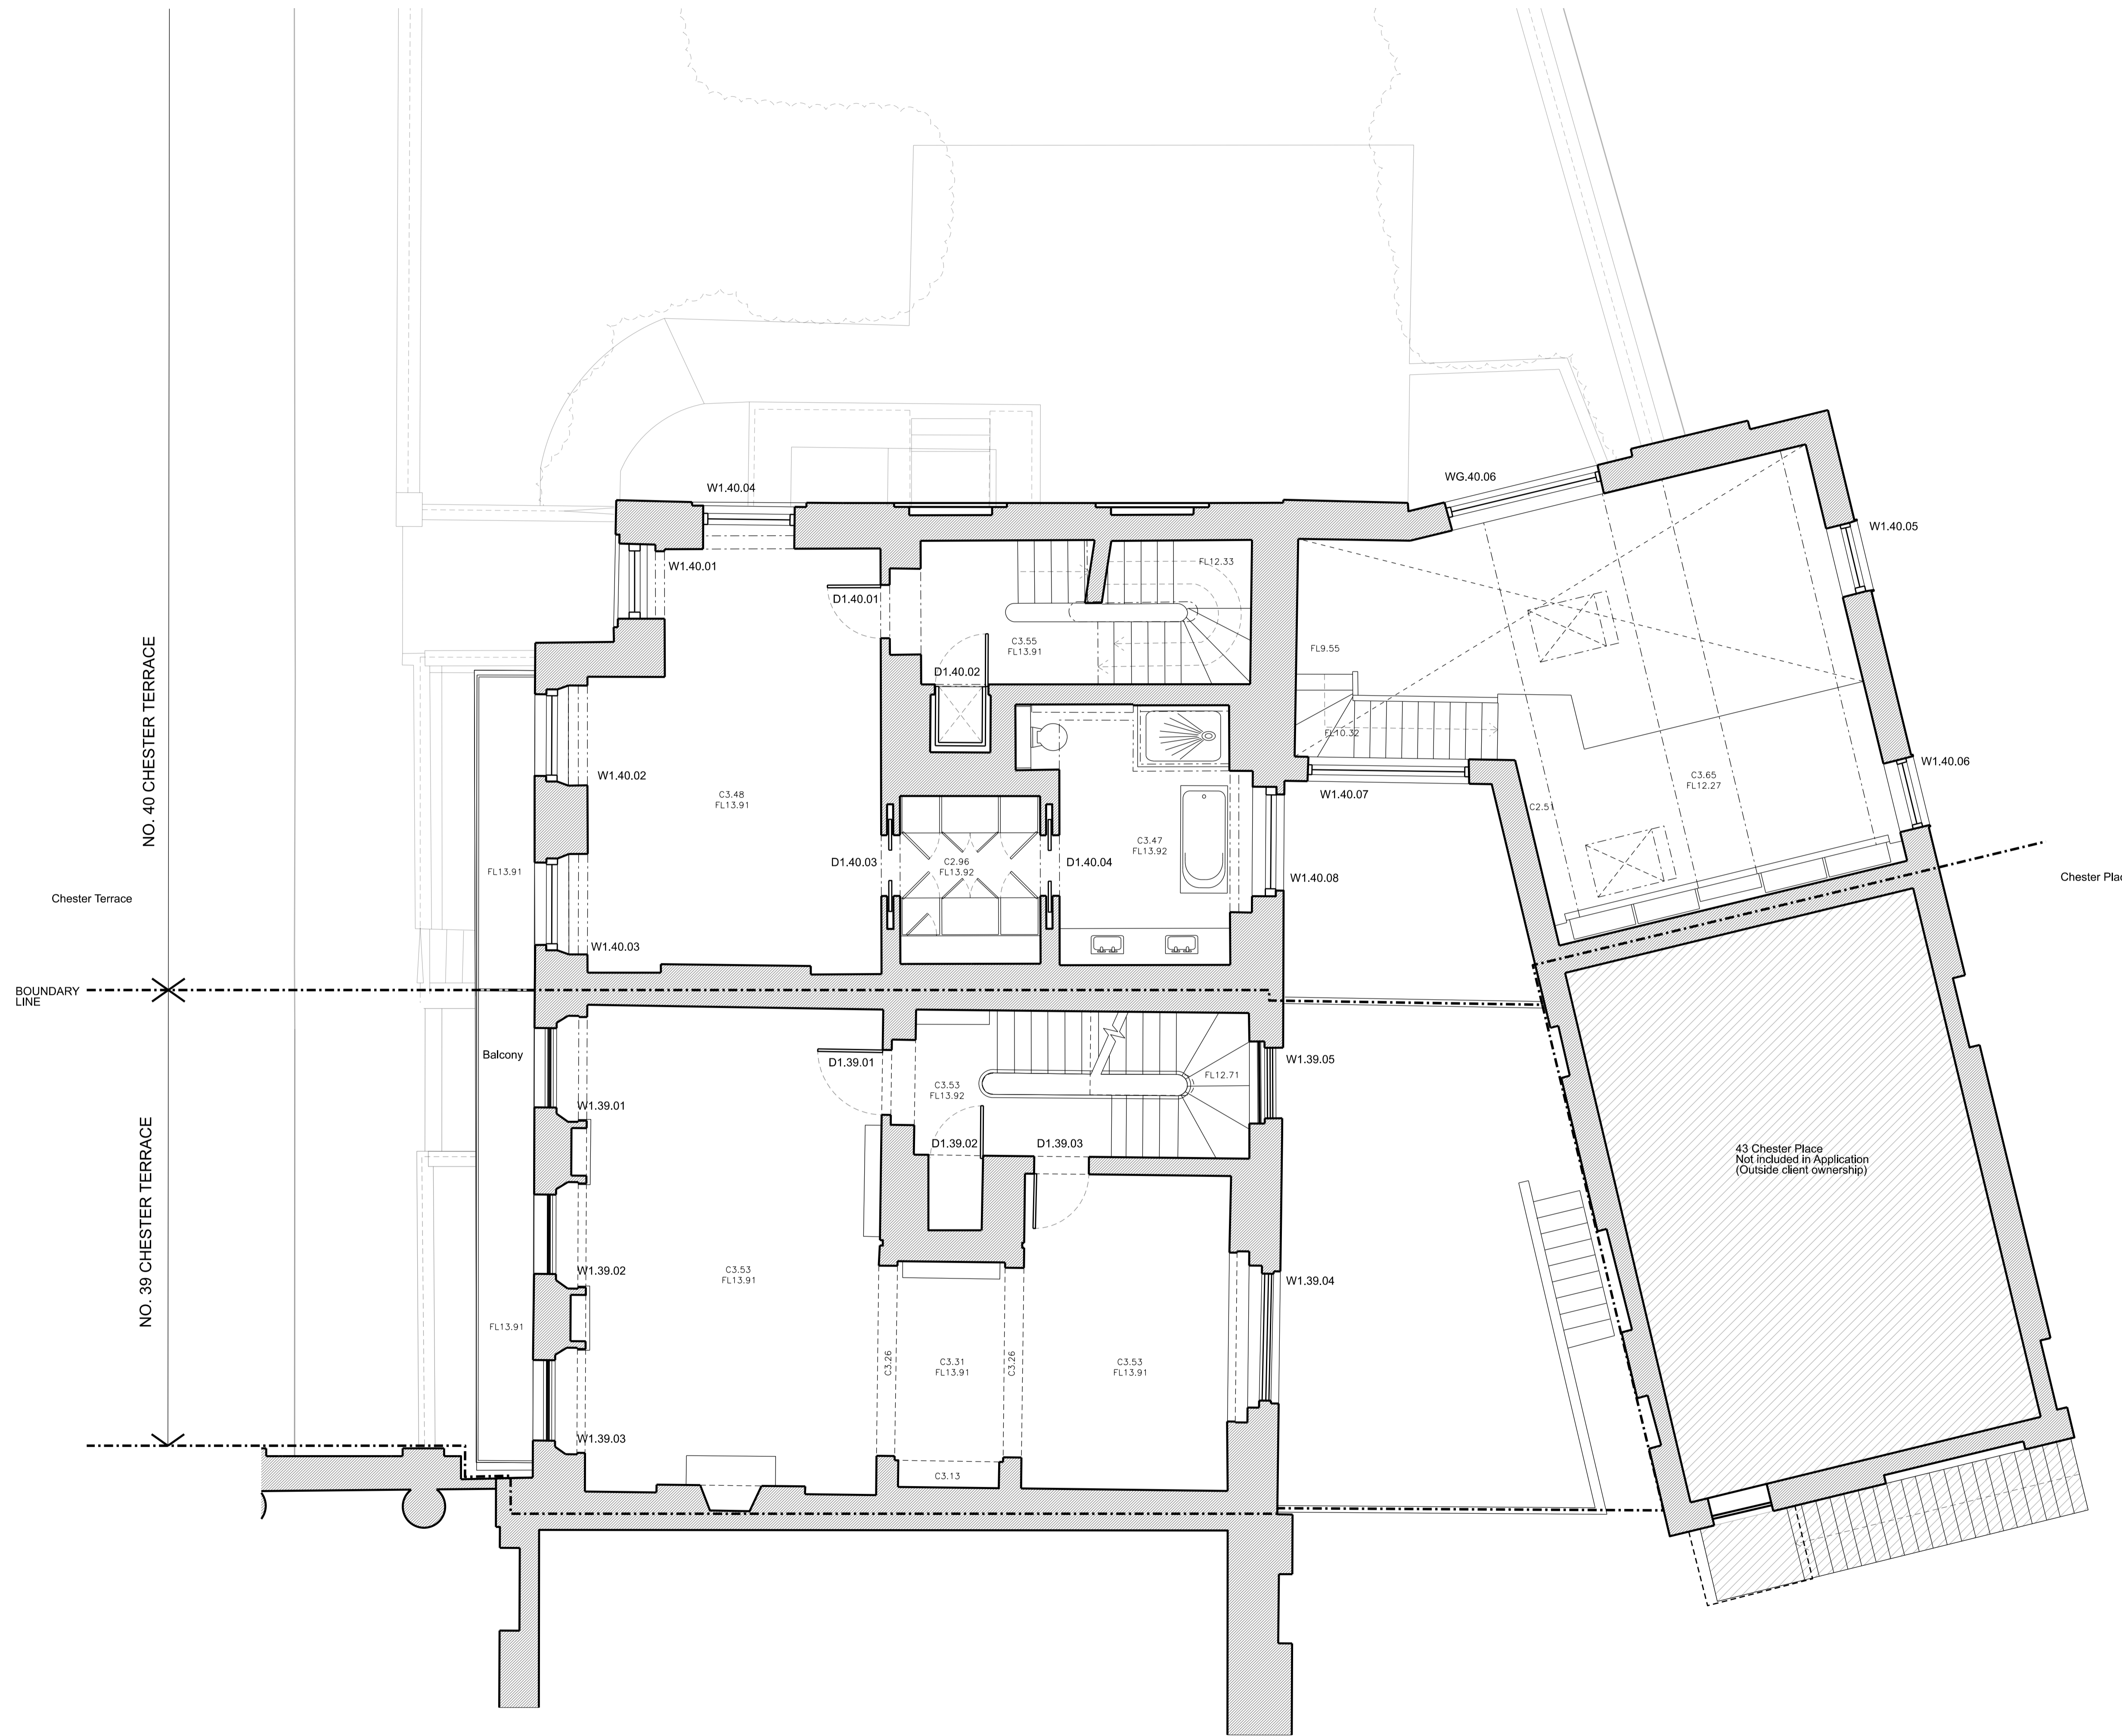 W1.40.04
WG.40.06
W1.40.05
W1.40.01
FL12.33
D1.40.01
C3.55
FL13.91
FL9.55
D1.40.02
NO. 40 CHESTER TERRACE
FL10.32
W1.40.02
W1.40.06
C3.65
FL12.27
C3.48
FL13.91
W1.40.07
C2.51
C3.47
FL13.92
D1.40.03
C2.96
FL13.92
D1.40.04
FL13.91
W1.40.08
Chester Terrace
Chester Plac
W1.40.03
BOUNDARY
LINE
Balcony
D1.39.01
W1.39.05
FL12.71
C3.53
FL13.92
W1.39.01
D1.39.02
D1.39.03
43 Chester Place
Not included in Application
(Outside client ownership)
NO. 39 CHESTER TERRACE
W1.39.02
C3.53
FL13.91
W1.39.04
FL13.91
C3.26
C3.31
FL13.91
C3.26
C3.53
FL13.91
W1.39.03
C3.13